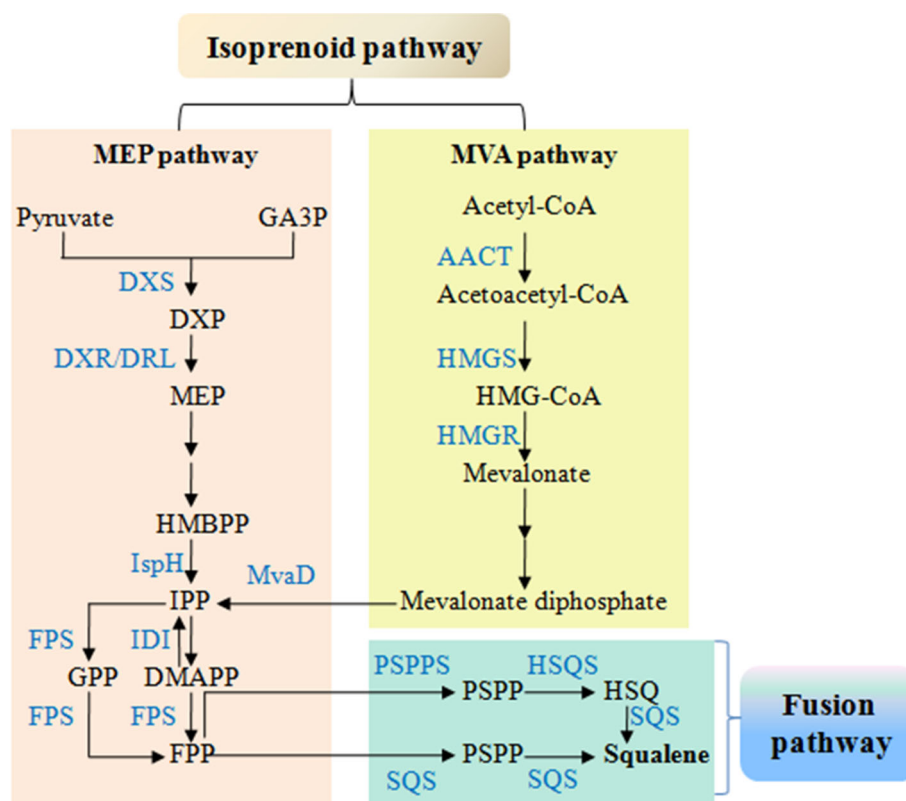 Isoprenoid pathway
MEP pathway
Pyruvate
GA3P
DXS
DXP
DXR/DRL
MEP
HMBPP
IspH
IPP
FPS
IDI
GPP
DMAPP
FPS
FPS
FPP
MVA pathway
Acetyl-CoA
AACT
Acetoacetyl-CoA
HMGS
HMG-CoA
HMGR
Mevalonate
MvaD
Mevalonate diphosphate
PSPPS
HSQS
PSPP
HSQ
SQS
PSPP
Squalene
SQS
SQS
Fusion
pathway